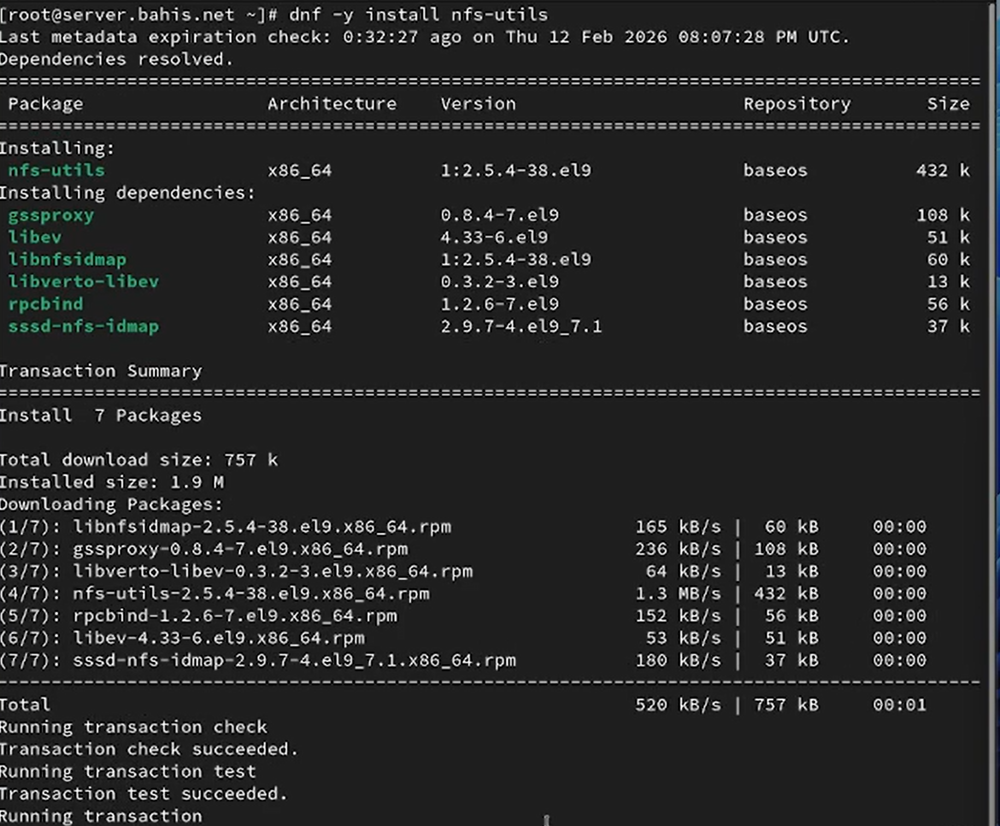 [root@server.bahis.net ~]# dnf -y install nfs-utils
Last metadata expiration check: 0:32:27 ago on Thu 12 Feb 2026 08:07:28 PM UTC.
Dependencies resolved.
================================================================================
Package Architecture Version Repository Size
================================================================================
Installing:
nfs-utils x86_64 1:2.5.4-38.el9 baseos 432 k
Installing dependencies:
gssproxy x86_64 0.8.4-7.el9 baseos 108 k
libev x86_64 4.33-6.el9 baseos 51 k
libnfsidmap x86_64 1:2.5.4-38.el9 baseos 60 k
libverto-libev x86_64 0.3.2-3.el9 baseos 13 k
rpcbind x86_64 1.2.6-7.el9 baseos 56 k
sssd-nfs-idmap x86_64 2.9.7-4.el9_7.1 baseos 37 k
Transaction Summary
================================================================================
Install 7 Packages
Total download size: 757 k
Installed size: 1.9 M
Downloading Packages:
(1/7): libnfsidmap-2.5.4-38.el9.x86_64.rpm 165 kB/s | 60 kB 00:00
(2/7): gssproxy-0.8.4-7.el9.x86_64.rpm 236 kB/s | 108 kB 00:00
(3/7): libverto-libev-0.3.2-3.el9.x86_64.rpm 64 kB/s | 13 kB 00:00
(4/7): nfs-utils-2.5.4-38.el9.x86_64.rpm 1.3 MB/s | 432 kB 00:00
(5/7): rpcbind-1.2.6-7.el9.x86_64.rpm 152 kB/s | 56 kB 00:00
(6/7): libev-4.33-6.el9.x86_64.rpm 53 kB/s | 51 kB 00:00
(7/7): sssd-nfs-idmap-2.9.7-4.el9_7.1.x86_64.rpm 180 kB/s | 37 kB 00:00
--------------------------------------------------------------------------------
Total 520 kB/s | 757 kB 00:01
Running transaction check
Transaction check succeeded.
Running transaction test
Transaction test succeeded.
Running transaction